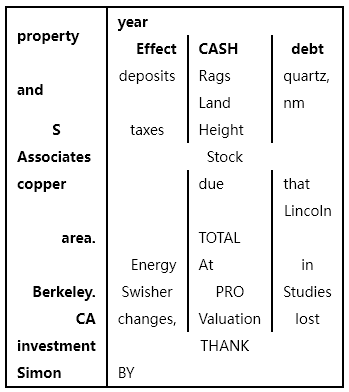 property year
Effect CASH debt
and deposits Rags quartz,
Land nm
S taxes Height
Associates Stock
copper due that
Lincoln
area. TOTAL
Energy At in
Berkeley. Swisher PRO Studies
CA changes, Valuation lost
investment THANK
Simon BY